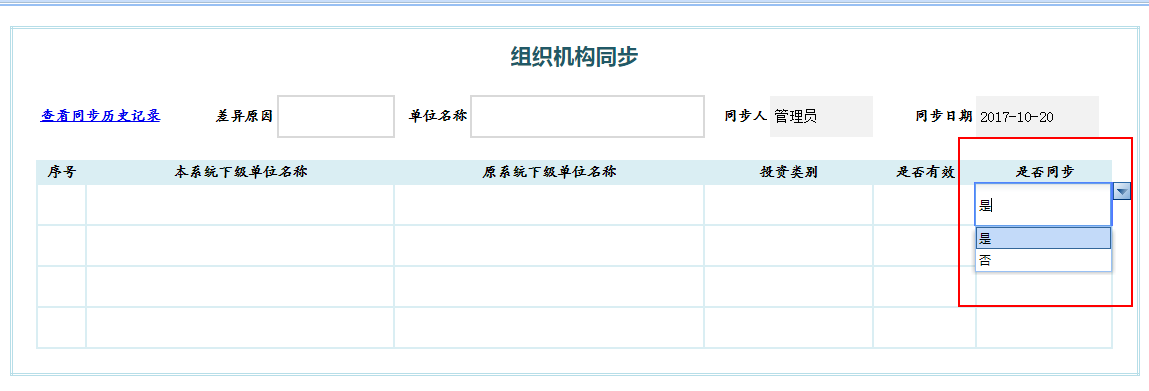 组织机构同步
查看同步历史记录 差异原因 单位名称 同步人 管理员 同步日期 2017-10-20
序号 本系统下级单位名称 原系统下级单位名称 投资类别 是否有效 是否同步
是
是
否